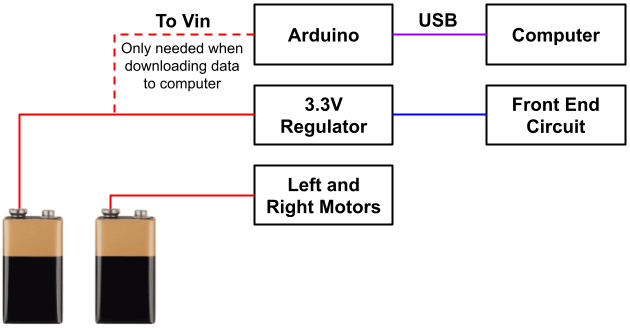 To Vin
Only needed when
downloading data
to computer
Arduino
USB
Computer
3.3V
Regulator
Front End
Circuit
Left and
Right Motors